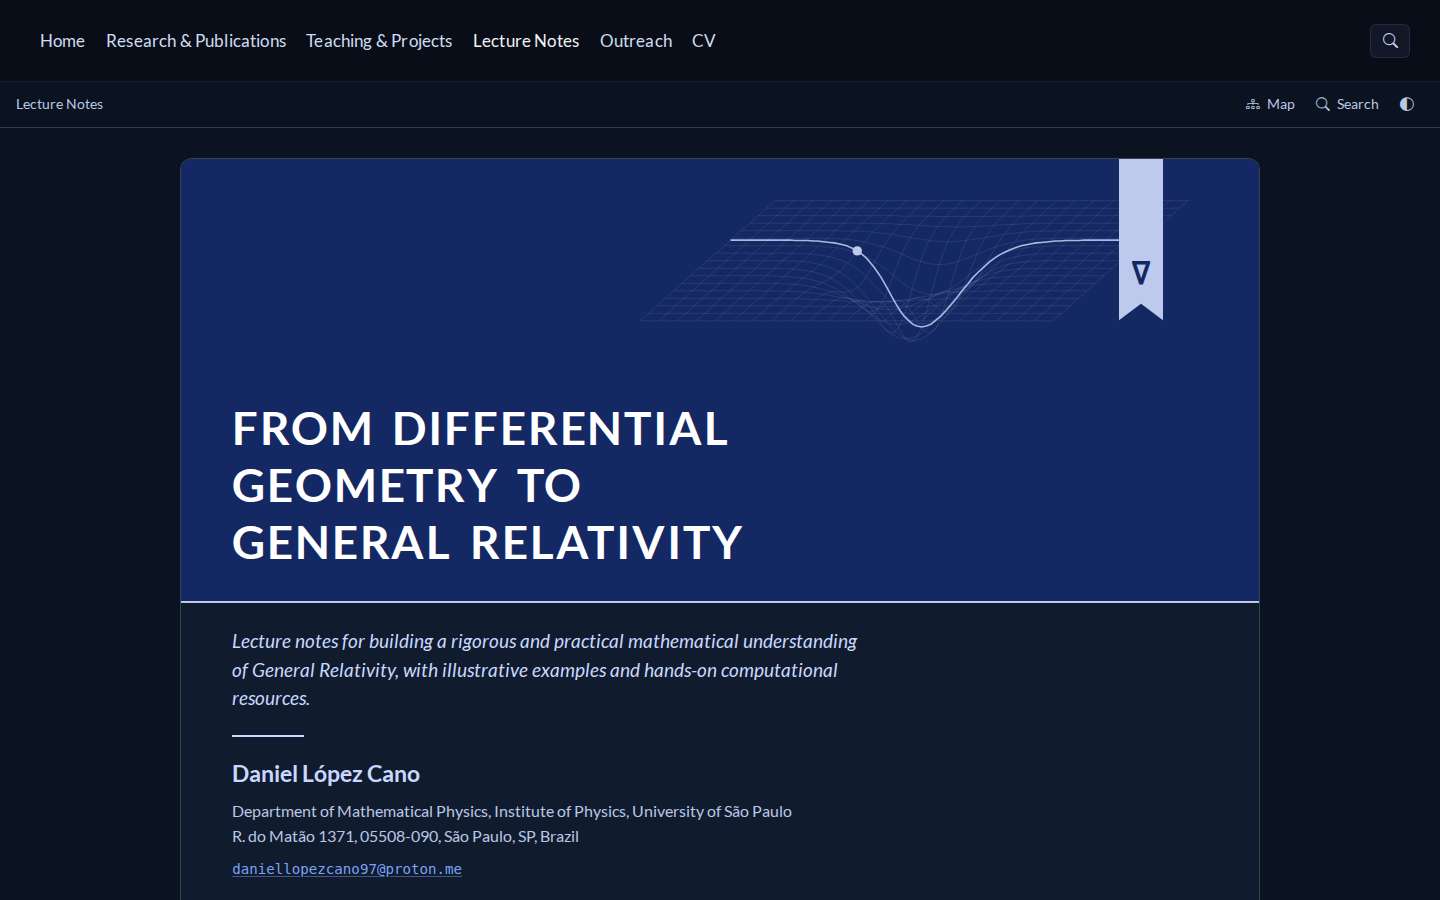 Home Research & Publications Teaching & Projects Lecture Notes Outreach CV
Lecture Notes Map Search
∇
FROM DIFFERENTIAL
GEOMETRY TO
GENERAL RELATIVITY
Lecture notes for building a rigorous and practical mathematical understanding
of General Relativity, with illustrative examples and hands-on computational
resources.
Daniel López Cano
Department of Mathematical Physics, Institute of Physics, University of São Paulo
R. do Matão 1371, 05508-090, São Paulo, SP, Brazil
daniellopezcano97@proton.me